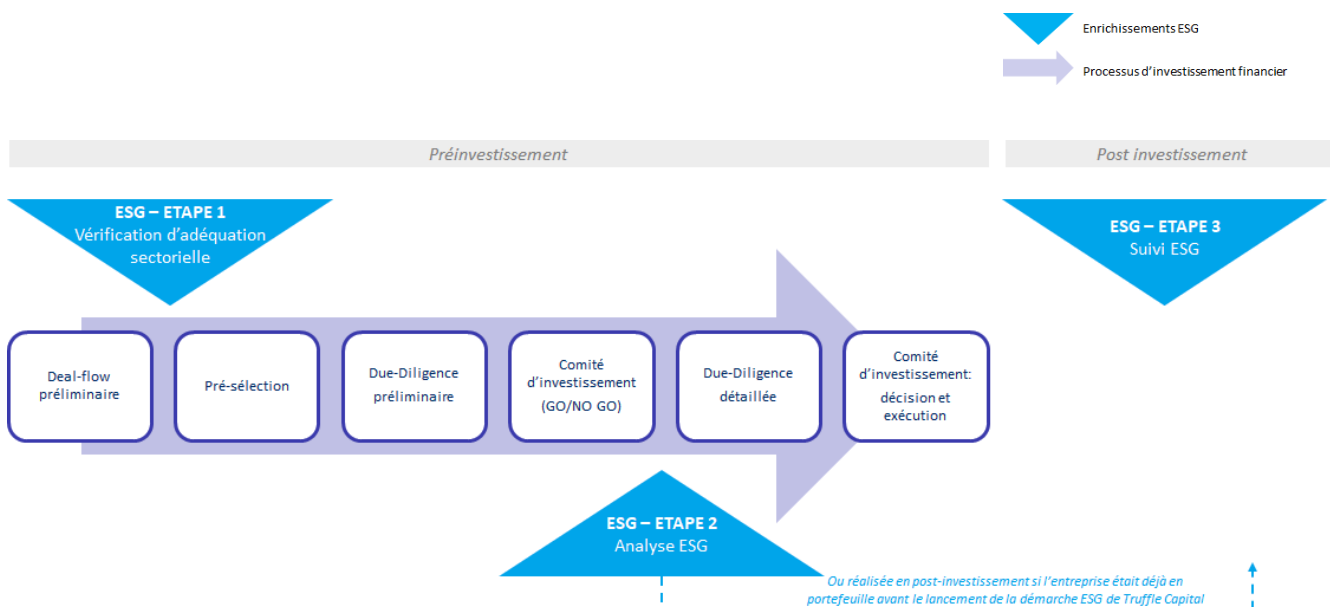 Enrichissements ESG
Processus d'investissement financier
Préinvestissement
Post investissement
ESG – ETAPE 1
Vérification d'adéquation
sectorielle
ESG – ETAPE 3
Suivi ESG
Deal-flow
préliminaire
Pré-sélection
Due-Diligence
préliminaire
Comité
d'investissement
(GO/NO GO)
Due-Diligence
détaillée
Comité
d'investissement:
décision et
exécution
ESG – ETAPE 2
Analyse ESG
Ou réalisée en post-investissement si l'entreprise était déjà en
portefeuille avant le lancement de la démarche ESG de Truffle Capital